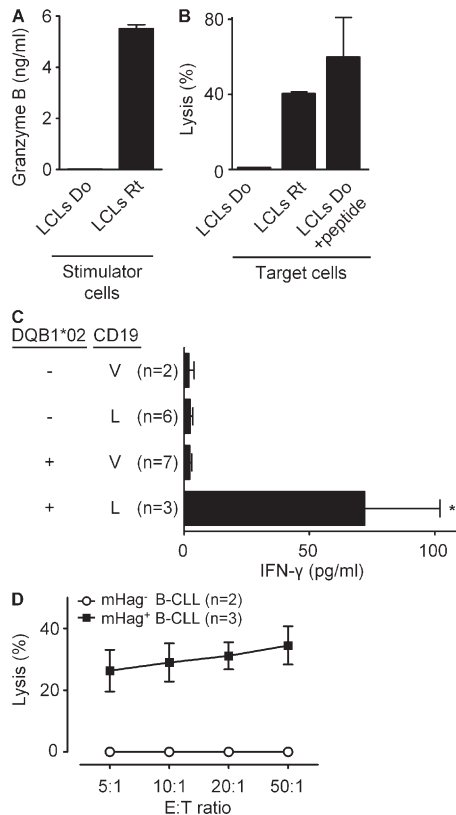 A
Granzyme B (ng/ml)
6
4
2
0
LCLs Do
LCLs Rt
Stimulator
cells
B
Lysis (%)
80
40
0
LCLs Do
LCLs Rt
LCLs Do
+peptide
Target cells
C
DQB1*02 CD19
- V (n=2)
- L (n=6)
+ V (n=7)
+ L (n=3)
*
0 50 100
IFN-γ (pg/ml)
D
mHag- B-CLL (n=2)
mHag+ B-CLL (n=3)
Lysis (%)
40
20
0
5:1 10:1 20:1 50:1
E:T ratio